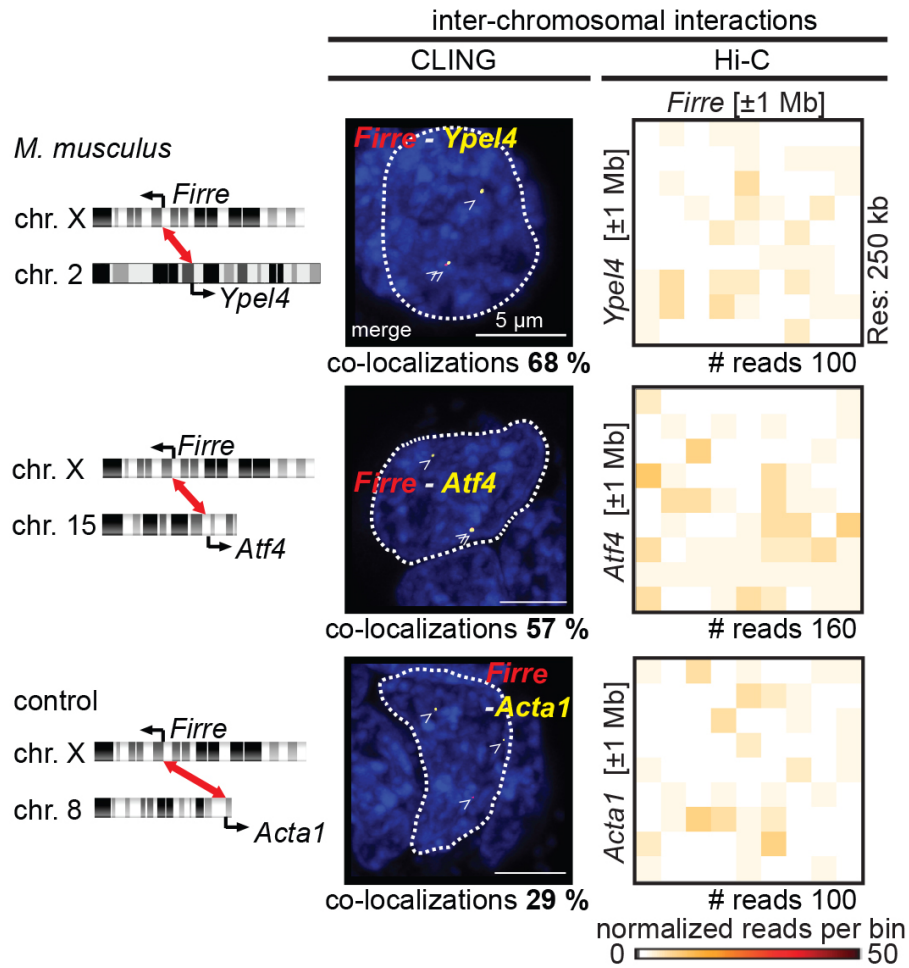 inter-chromosomal interactions
CLING
Hi-C
Firre [±1 Mb]
M. musculus
Firre
chr. X
chr. 2
Ypel4
Firre - Ypel4
merge
5 µm
co-localizations 68 %
Ypel4 [±1 Mb]
Res: 250 kb
# reads 100
Firre
chr. X
chr. 15
Atf4
Firre - Atf4
co-localizations 57 %
Atf4 [±1 Mb]
# reads 160
control
Firre
chr. X
chr. 8
Acta1
Firre
-Acta1
co-localizations 29 %
Acta1 [±1 Mb]
# reads 100
normalized reads per bin
0 50